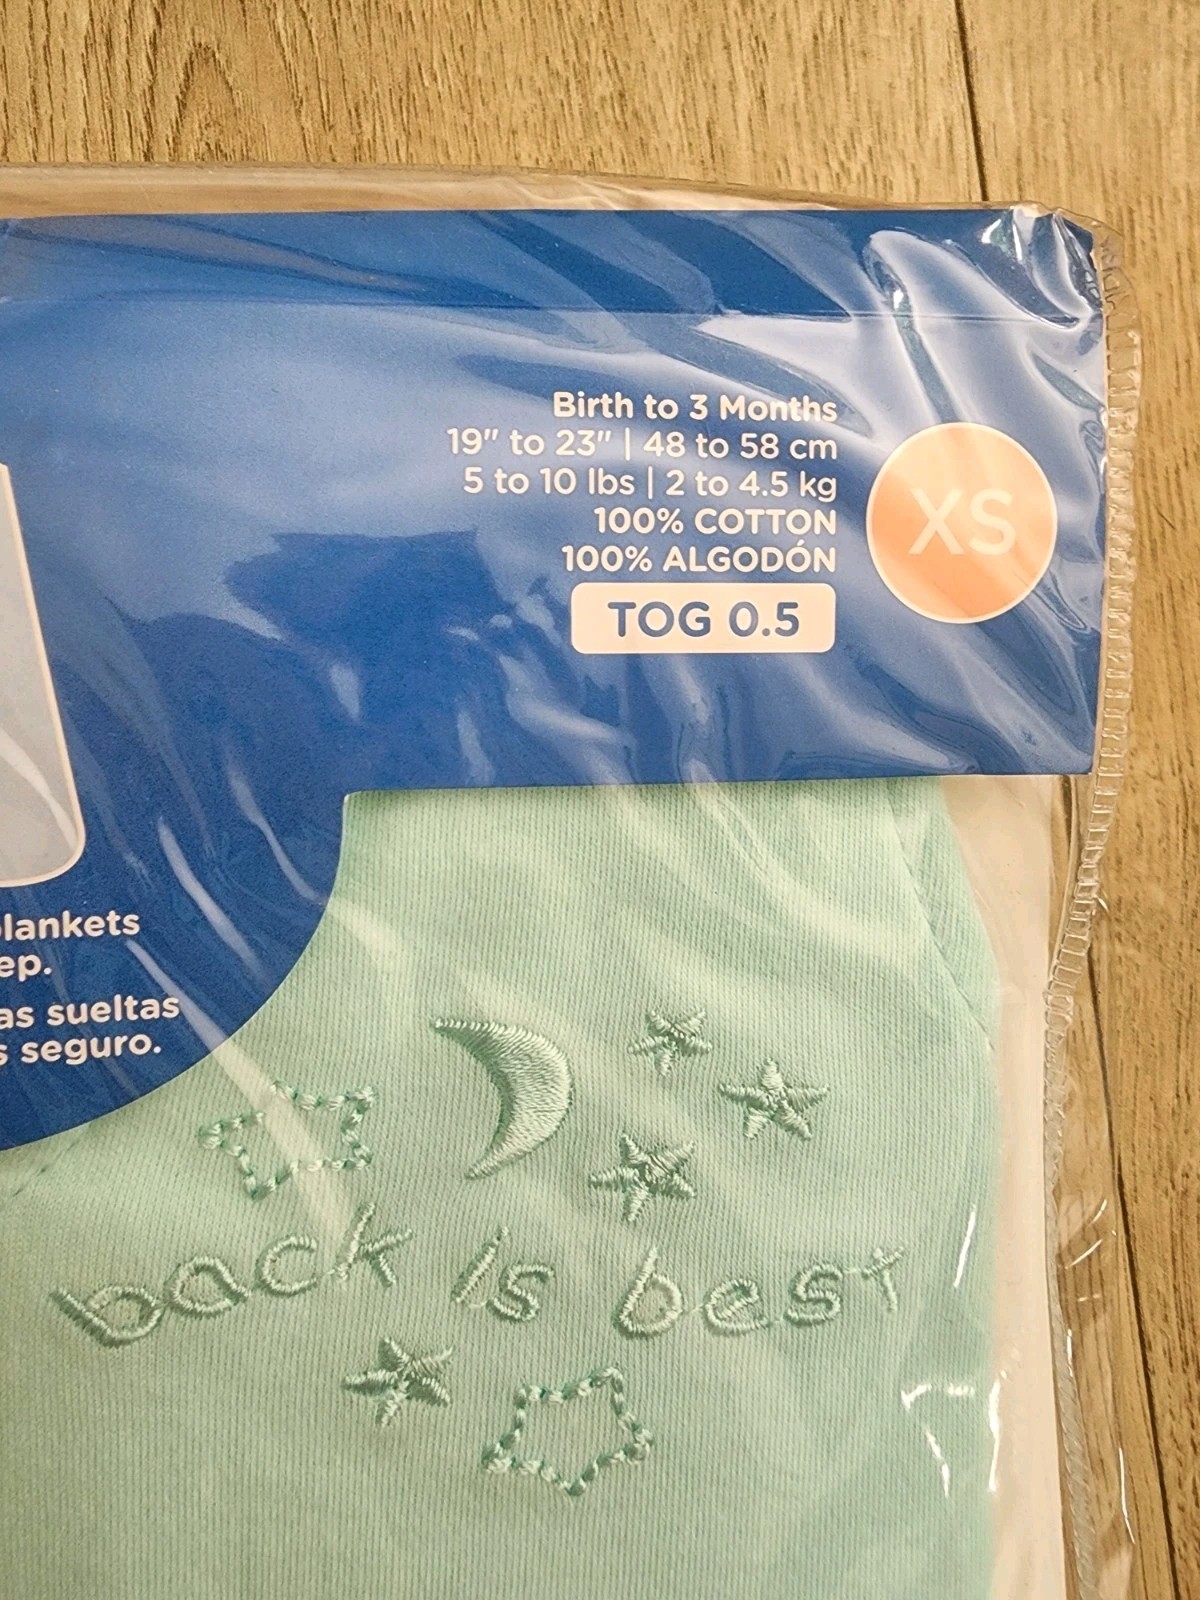 Birth to 3 Months
19" to 23" | 48 to 58 cm
5 to 10 lbs | 2 to 4.5 kg
100% COTTON
100% ALGODÓN
TOG 0.5
XS
lankets
ep.
as sueltas
s seguro.
back is best